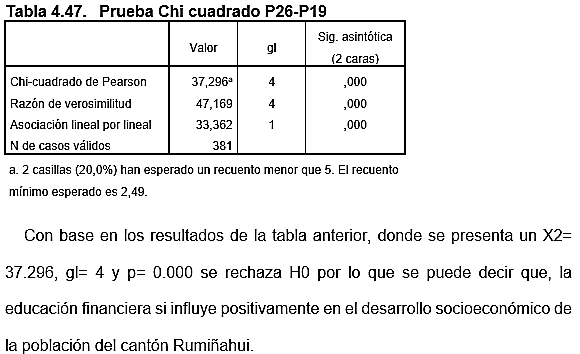 Tabla 4.47. Prueba Chi cuadrado P26-P19
Valor gl Sig. asintótica (2 caras)
Chi-cuadrado de Pearson 37,296ª 4 ,000
Razón de verosimilitud 47,169 4 ,000
Asociación lineal por lineal 33,362 1 ,000
N de casos válidos 381
a. 2 casillas (20,0%) han esperado un recuento menor que 5. El recuento
mínimo esperado es 2,49.
Con base en los resultados de la tabla anterior, donde se presenta un X2=
37.296, gl= 4 y p= 0.000 se rechaza H0 por lo que se puede decir que, la
educación financiera si influye positivamente en el desarrollo socioeconómico de
la población del cantón Rumiñahui.